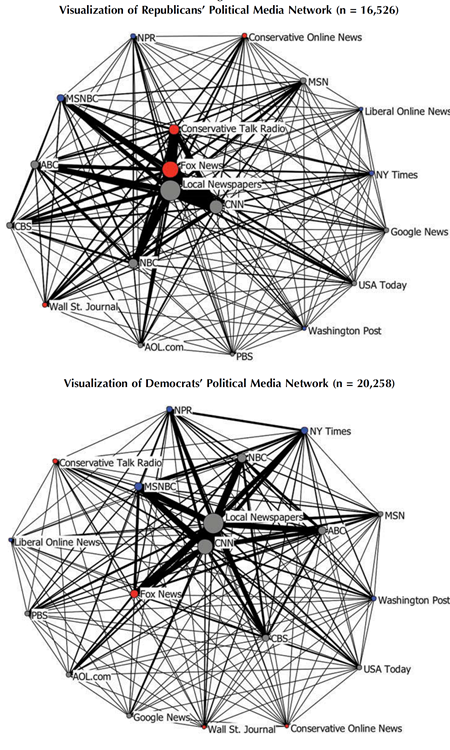 Visualization of Republicans’ Political Media Network (n = 16,526)
NPR
Conservative Online News
MSN
MSNBC
Liberal Online News
Conservative Talk Radio
ABC
Fox News
NY Times
Local Newspapers
CNN
CBS
Google News
NBC
USA Today
Wall St. Journal
Washington Post
AOL.com
PBS
Visualization of Democrats’ Political Media Network (n = 20,258)
NPR
NY Times
NBC
Conservative Talk Radio
MSNBC
MSN
Local Newspapers
ABC
Liberal Online News
CNN
Fox News
Washington Post
PBS
CBS
USA Today
AOL.com
Google News
Wall St. Journal
Conservative Online News